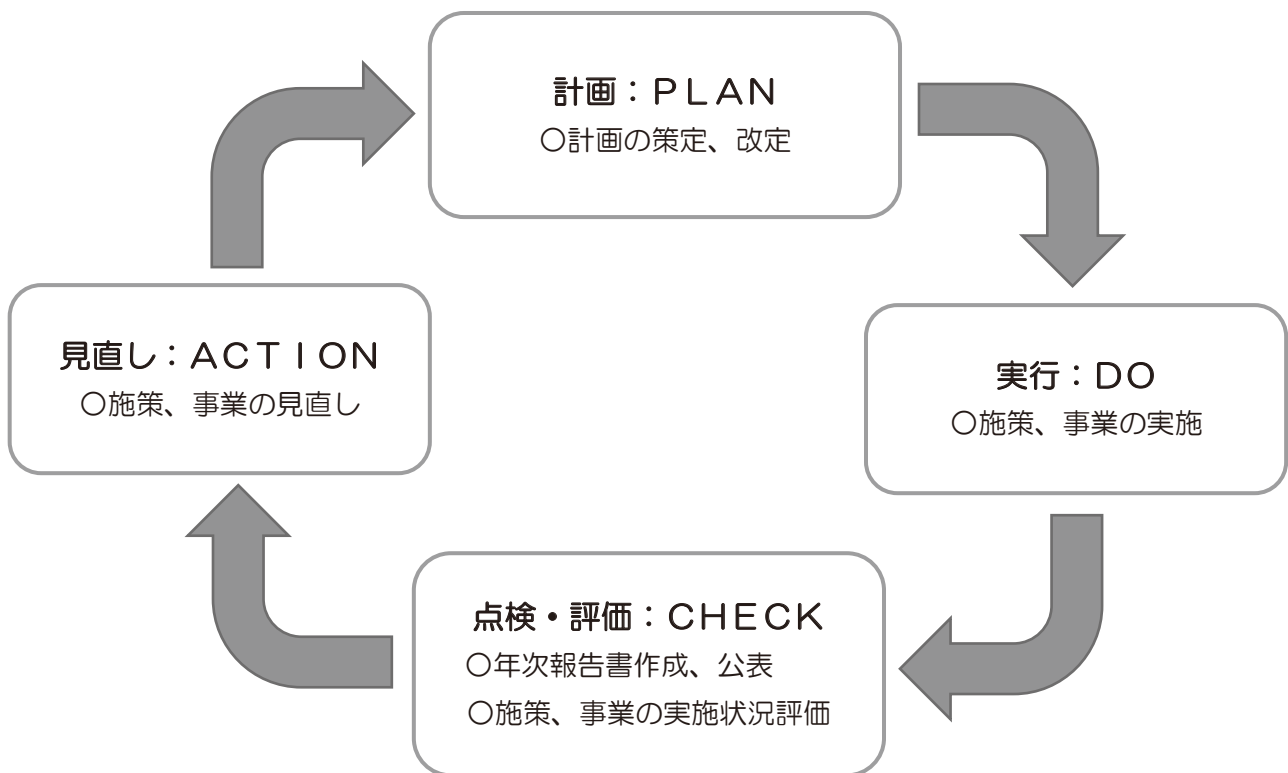 計画：ＰＬＡＮ
○計画の策定、改定
実行：ＤＯ
○施策、事業の実施
点検・評価：ＣＨＥＣＫ
○年次報告書作成、公表
○施策、事業の実施状況評価
見直し：ＡＣＴＩＯＮ
○施策、事業の見直し